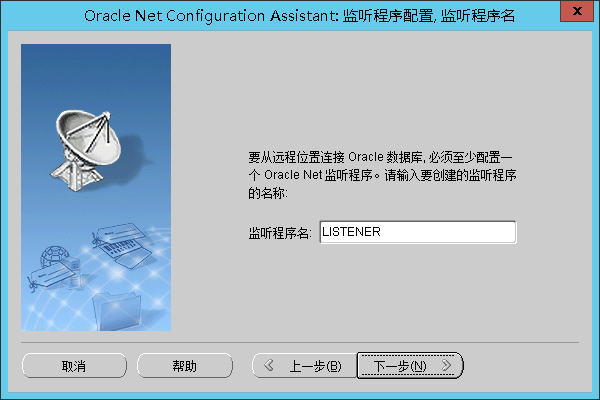 Oracle Net Configuration Assistant: 监听程序配置, 监听程序名
x
要从远程位置连接 Oracle 数据库, 必须至少配置一
个 Oracle Net 监听程序。请输入要创建的监听程序
的名称:
监听程序名: LISTENER
取消 帮助 上一步(B) 下一步(N)